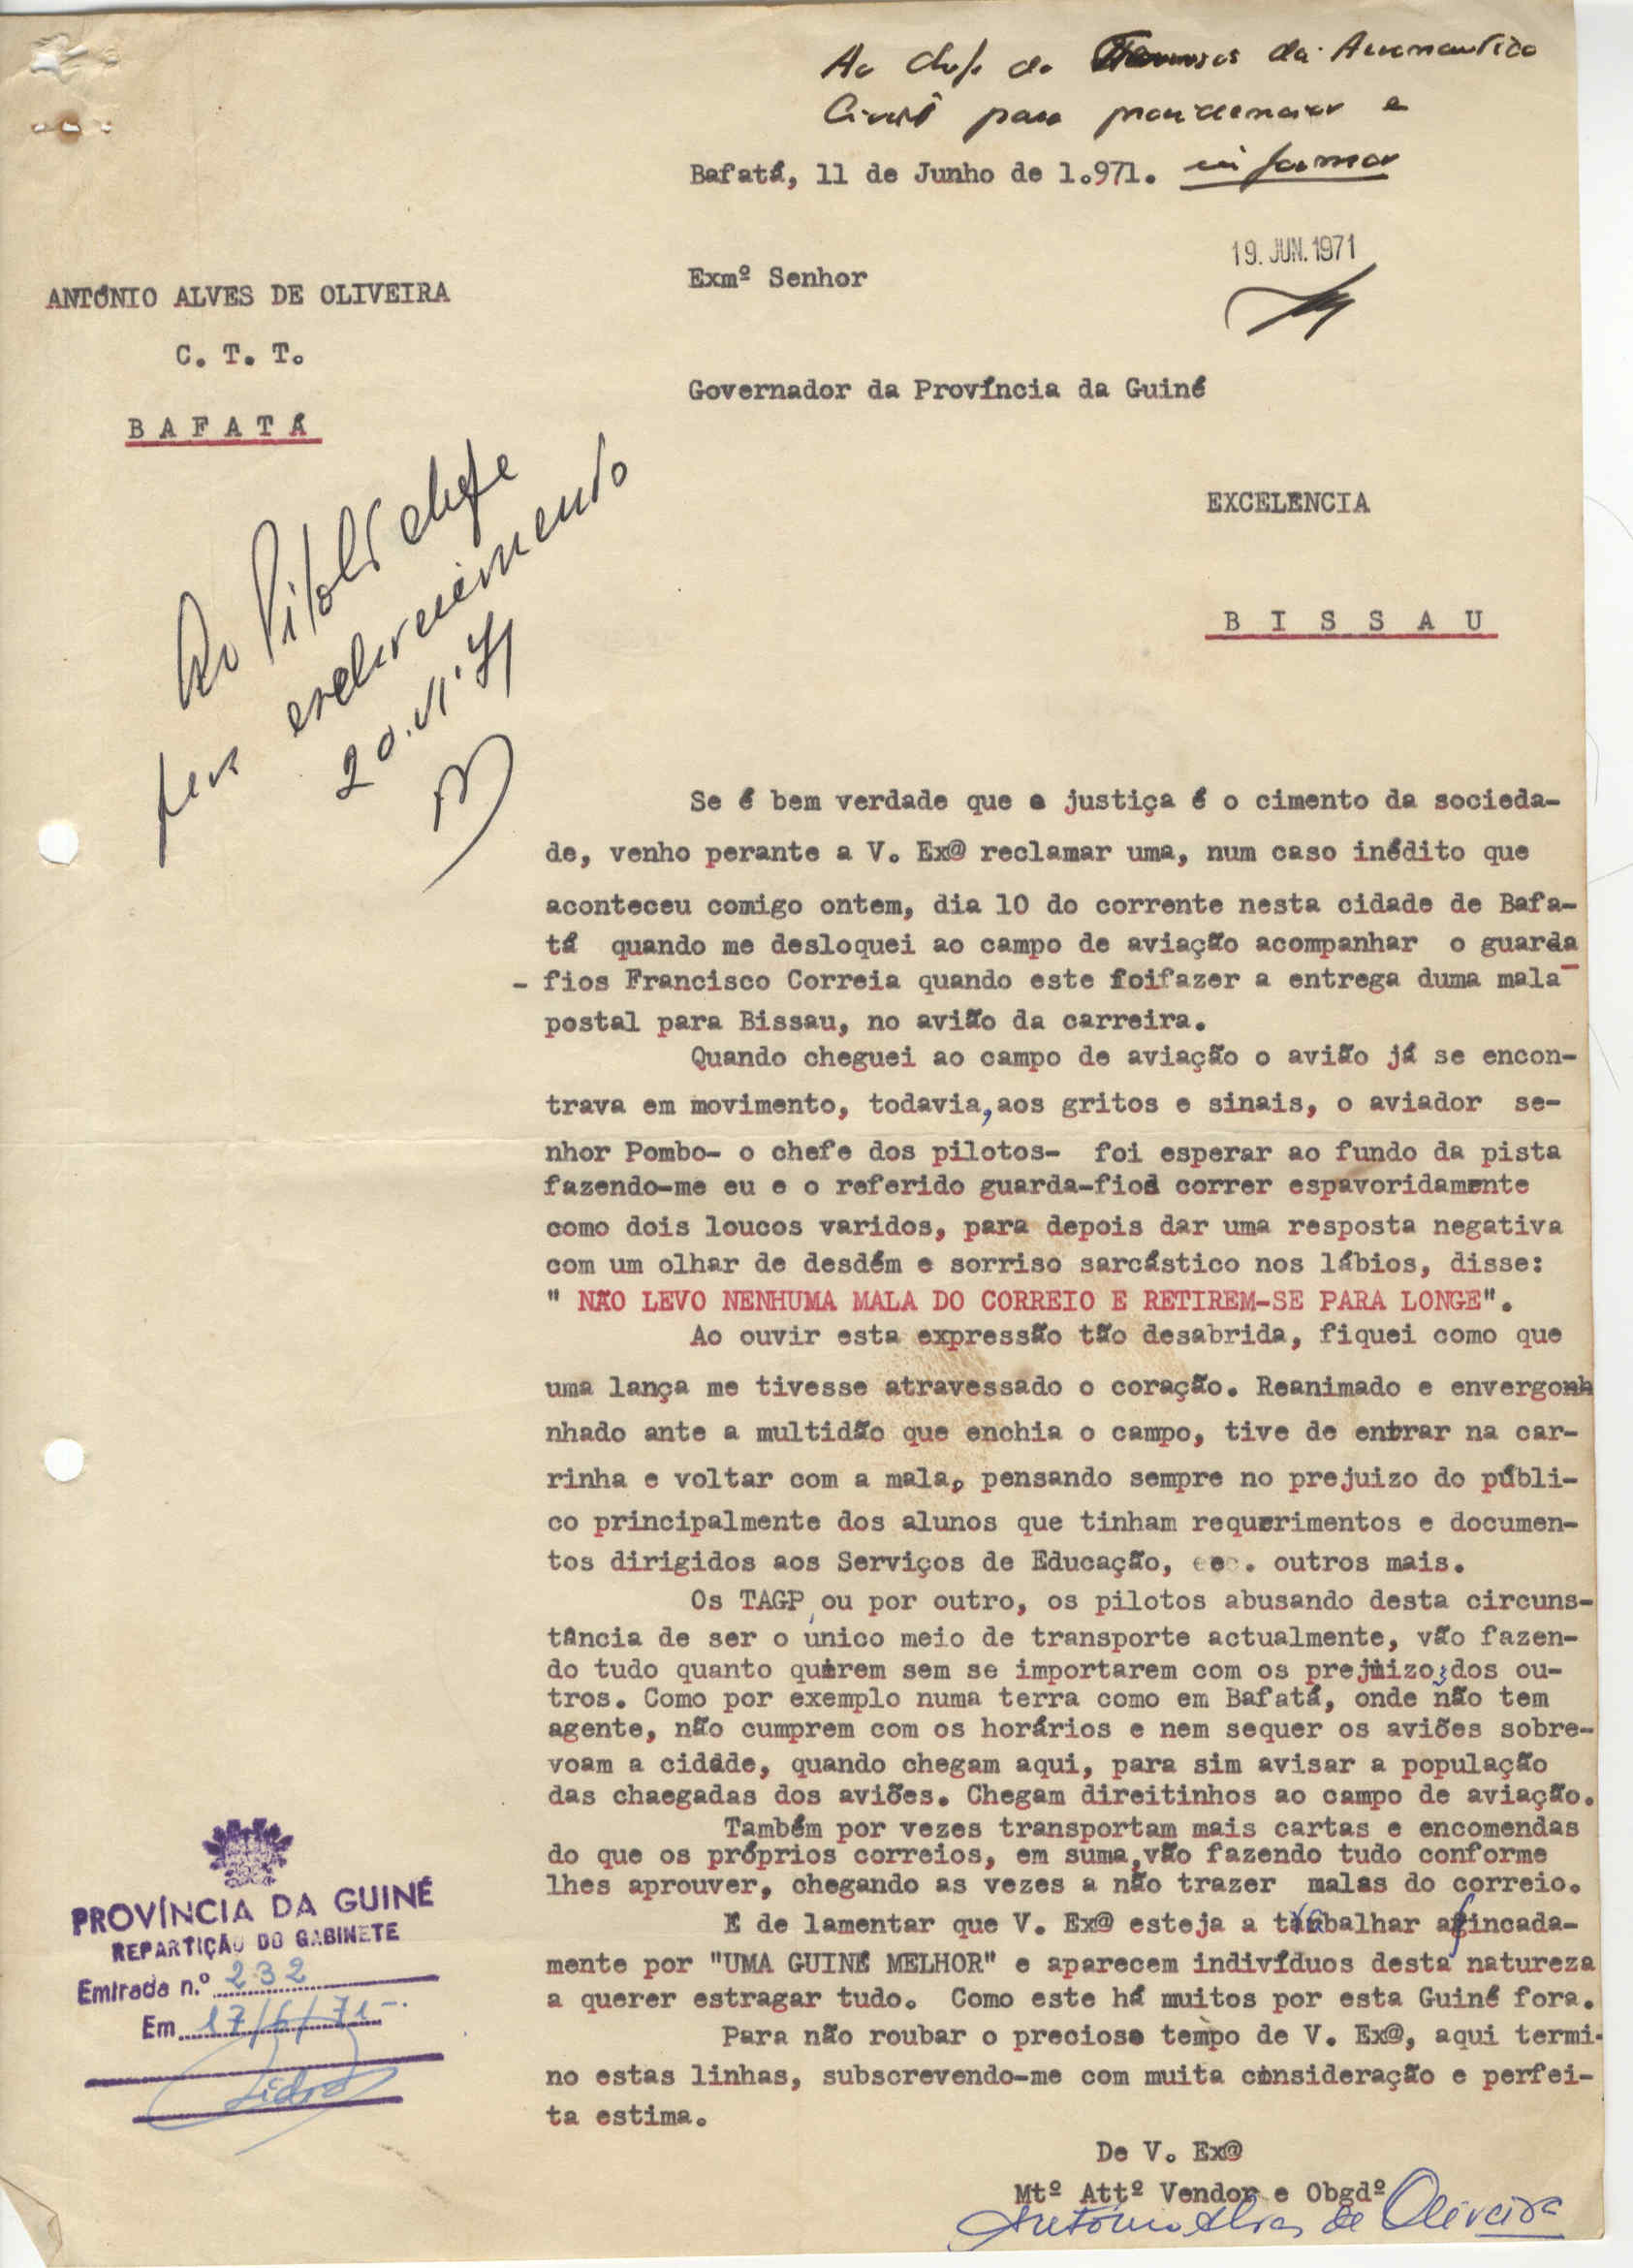 Ao chefe do Serviços da Aeronautica
Civil para providenciar e
informar
Bafatá, 11 de Junho de 1.971.
19. JUN. 1971
ANTÓNIO ALVES DE OLIVEIRA
C. T. T.
B A F A T Á
Exmº Senhor
Governador da Província da Guiné
EXCELENCIA
B I S S A U
Ao Piloto chefe
para esclarecimento
20.VI.71
Se é bem verdade que a justiça é o cimento da socieda-
de, venho perante a V. Ex@ reclamar uma, num caso inédito que
aconteceu comigo ontem, dia 10 do corrente nesta cidade de Bafa-
tá quando me desloquei ao campo de aviação acompanhar o guarda
- fios Francisco Correia quando este foifazer a entrega duma mala
postal para Bissau, no avião da carreira.
Quando cheguei ao campo de aviação o avião já se encon-
trava em movimento, todavia, aos gritos e sinais, o aviador se-
nhor Pombo- o chefe dos pilotos- foi esperar ao fundo da pista
fazendo-me eu e o referido guarda-fios correr espavoridamente
como dois loucos varidos, para depois dar uma resposta negativa
com um olhar de desdém e sorriso sarcástico nos lábios, disse:
" NÃO LEVO NENHUMA MALA DO CORREIO E RETIREM-SE PARA LONGE".
Ao ouvir esta expressão tão desabrida, fiquei como que
uma lança me tivesse atravessado o coração. Reanimado e envergonh
nhado ante a multidão que enchia o campo, tive de entrar na car-
rinha e voltar com a mala, pensando sempre no prejuizo do públi-
co principalmente dos alunos que tinham requerimentos e documen-
tos dirigidos aos Serviços de Educação, eec. outros mais.
Os TAGP, ou por outro, os pilotos abusando desta circuns-
tância de ser o único meio de transporte actualmente, vão fazen-
do tudo quanto querem sem se importarem com os prejuizos dos ou-
tros. Como por exemplo numa terra como em Bafatá, onde não tem
agente, não cumprem com os horários e nem sequer os aviões sobre-
voam a cidade, quando chegam aqui, para sim avisar a população
das chaegadas dos aviões. Chegam direitinhos ao campo de aviação.
Também por vezes transportam mais cartas e encomendas
do que os próprios correios, em suma, vão fazendo tudo conforme
lhes aprouver, chegando as vezes a não trazer malas do correio.
É de lamentar que V. Ex@ esteja a trabalhar afincada-
mente por "UMA GUINÉ MELHOR" e aparecem indivíduos desta natureza
a querer estragar tudo. Como este há muitos por esta Guiné fora.
Para não roubar o precioso tempo de V. Ex@, aqui termi-
no estas linhas, subscrevendo-me com muita consideração e perfei-
ta estima.
De V. Ex@
Mtº Attº Vendor e Obgdº
António Alves de Oliveira
PROVÍNCIA DA GUINÉ
REPARTIÇÃO DO GABINETE
Entrada n.º 232
Em 17/6/71-.